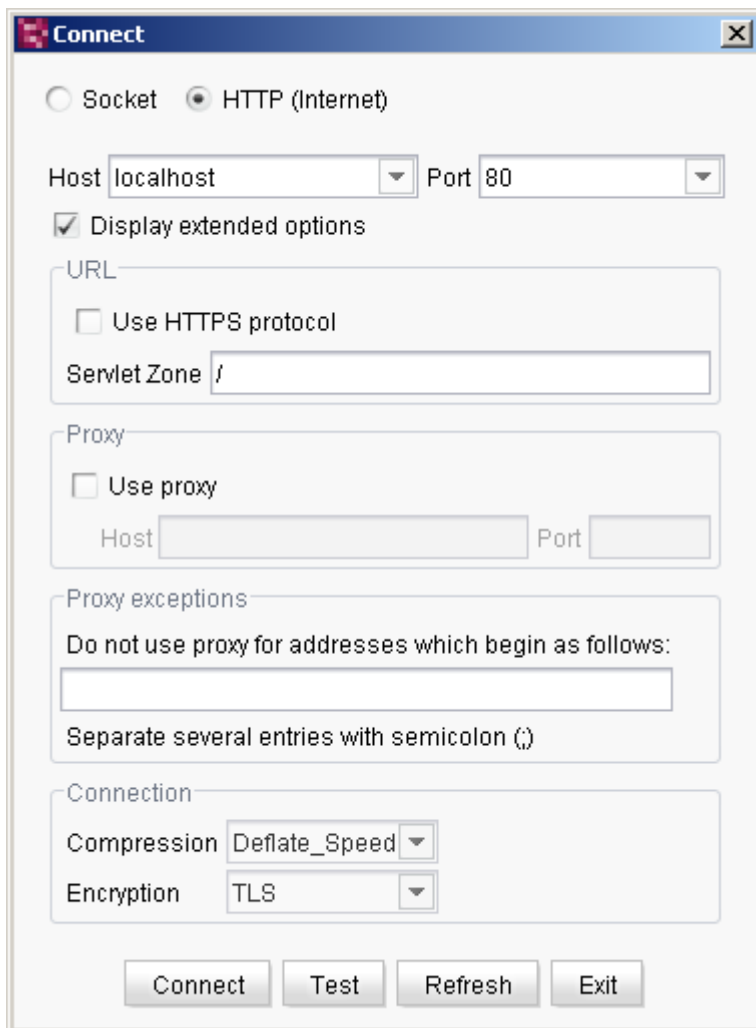 Connect
Socket HTTP (Internet)
Host localhost Port 80
Display extended options
URL
Use HTTPS protocol
Servlet Zone /
Proxy
Use proxy
Host Port
Proxy exceptions
Do not use proxy for addresses which begin as follows:
Separate several entries with semicolon (;)
Connection
Compression Deflate_Speed
Encryption TLS
Connect Test Refresh Exit